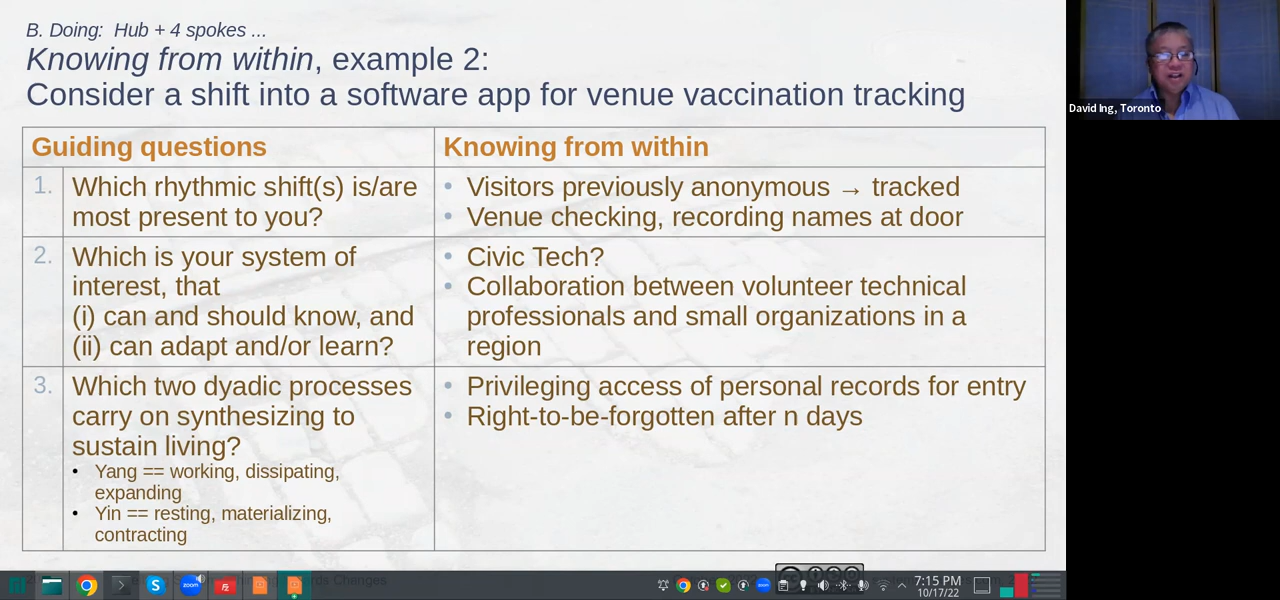 B. Doing:  Hub + 4 spokes ...
Knowing from within, example 2:
Consider a shift into a software app for venue vaccination tracking
Guiding questions
Knowing from within
1.
Which rhythmic shift(s) is/are
most present to you?
• Visitors previously anonymous → tracked
• Venue checking, recording names at door
2.
Which is your system of
interest, that
(i) can and should know, and
(ii) can adapt and/or learn?
• Civic Tech?
• Collaboration between volunteer technical
professionals and small organizations in a
region
3.
Which two dyadic processes
carry on synthesizing to
sustain living?
• Yang == working, dissipating,
expanding
• Yin == resting, materializing,
contracting
• Privileging access of personal records for entry
• Right-to-be-forgotten after n days
David Ing, Toronto
zoom
Changes
7:15 PM
10/17/22